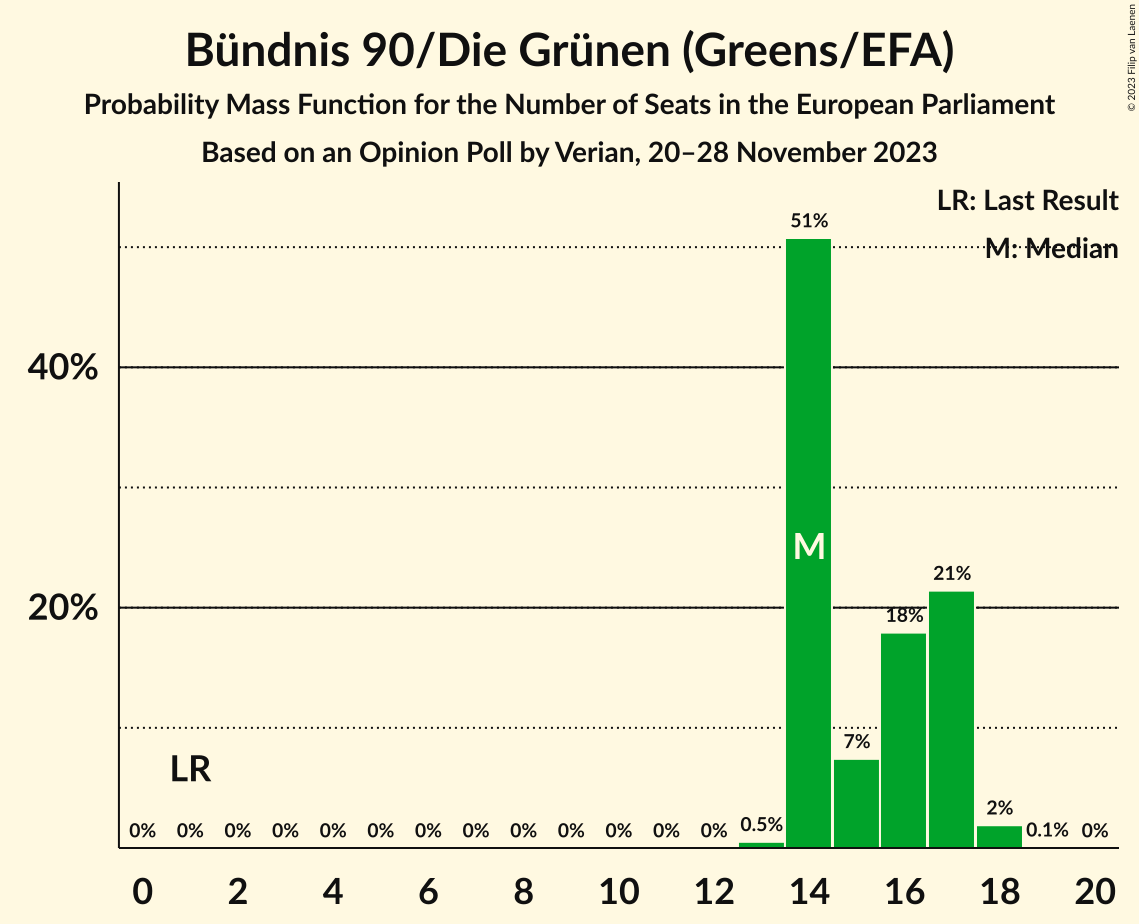 Bündnis 90/Die Grünen (Greens/EFA)
Probability Mass Function for the Number of Seats in the European Parliament
Based on an Opinion Poll by Verian, 20–28 November 2023
© 2023 Filip van Laenen
LR: Last Result
M: Median
51%
40%
M
21%
20%
18%
7%
LR
2%
0% 0% 0% 0% 0% 0% 0% 0% 0% 0% 0% 0% 0% 0.5% 0.1% 0%
0 2 4 6 8 10 12 14 16 18 20